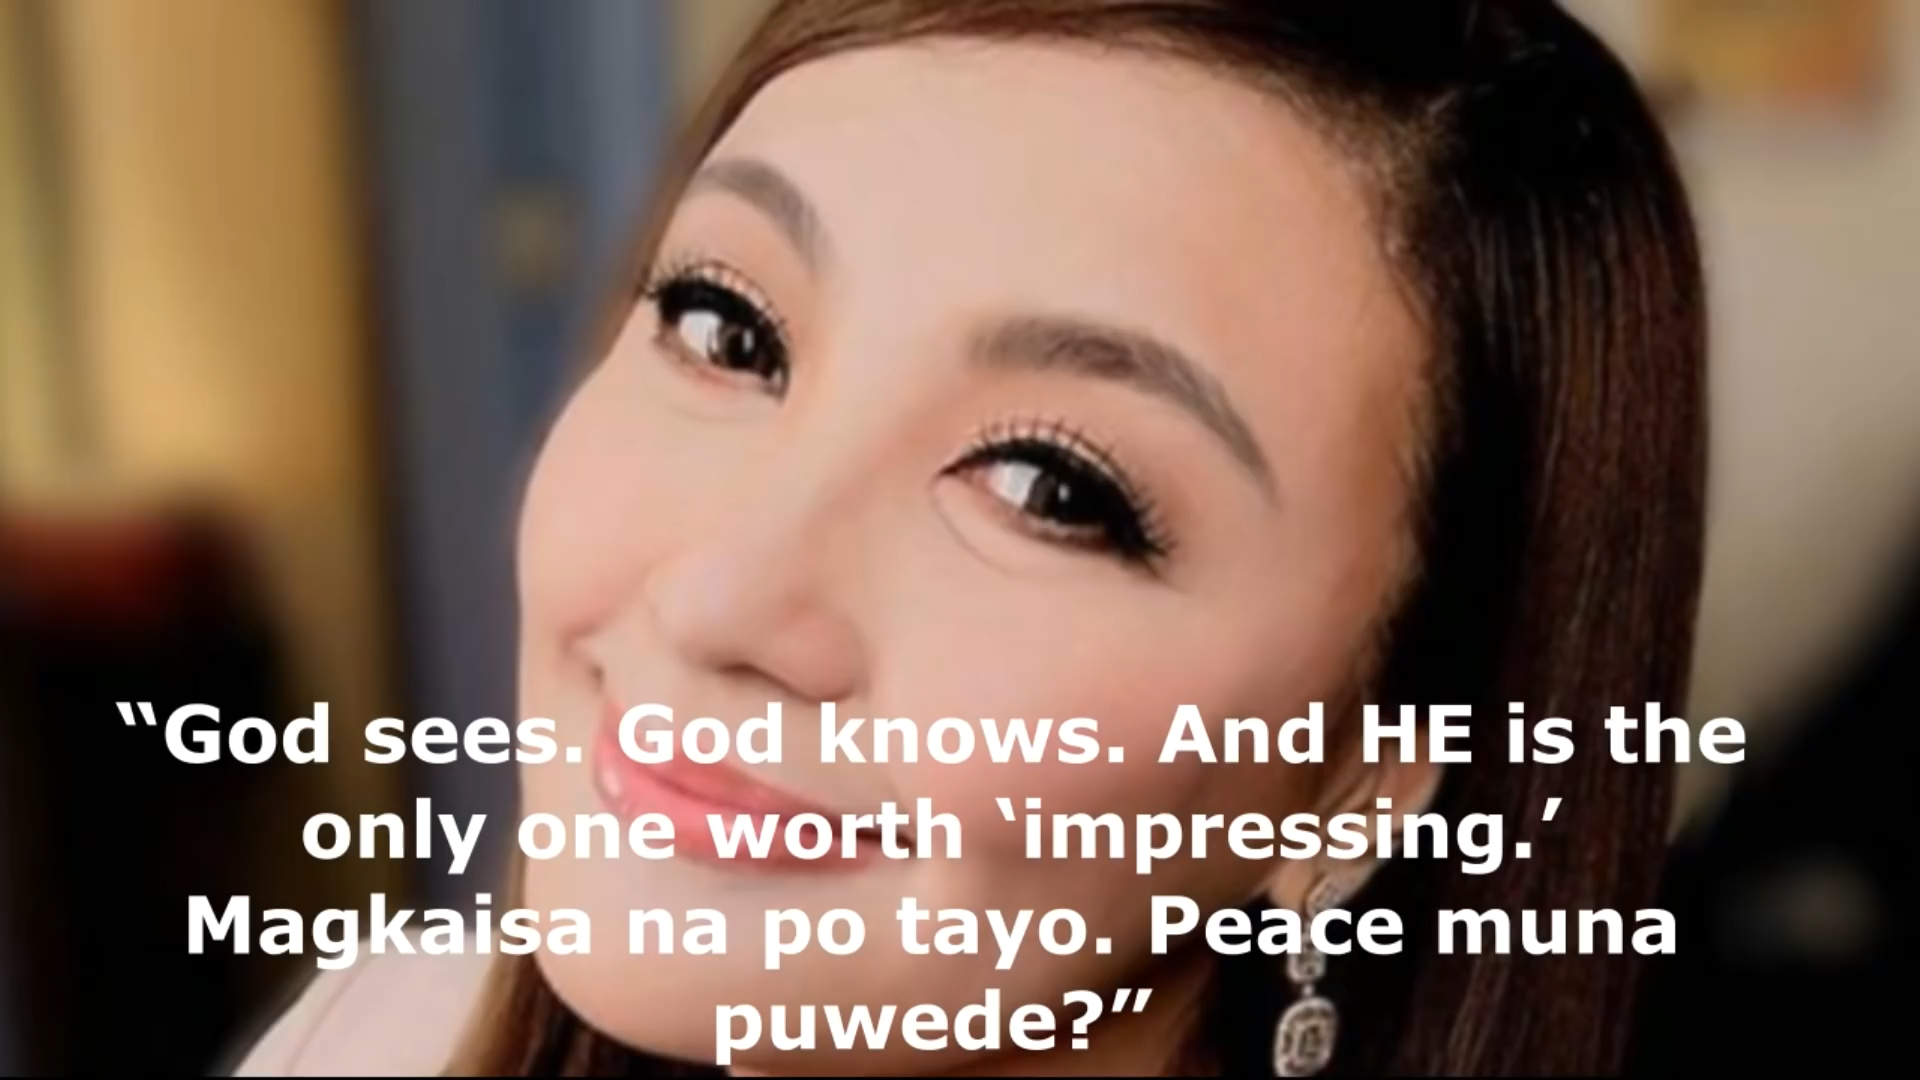 “God sees. God knows. And HE is the
only one worth ‘impressing.’
Magkaisa na po tayo. Peace muna
puwede?”